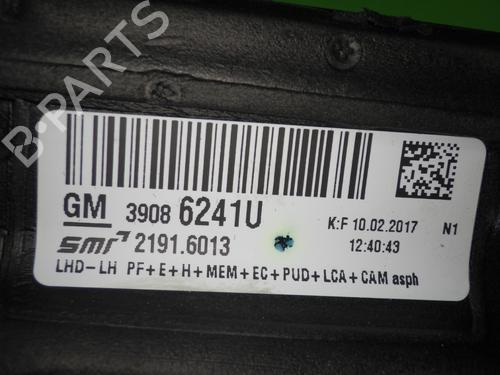 B-PARTS
GM 3908 6241U
K:F 10.02.2017 N1
smr 2191.6013
12:40:43
LHD-LH PF+E+H+MEM+EC+PUD+LCA+CAM asph